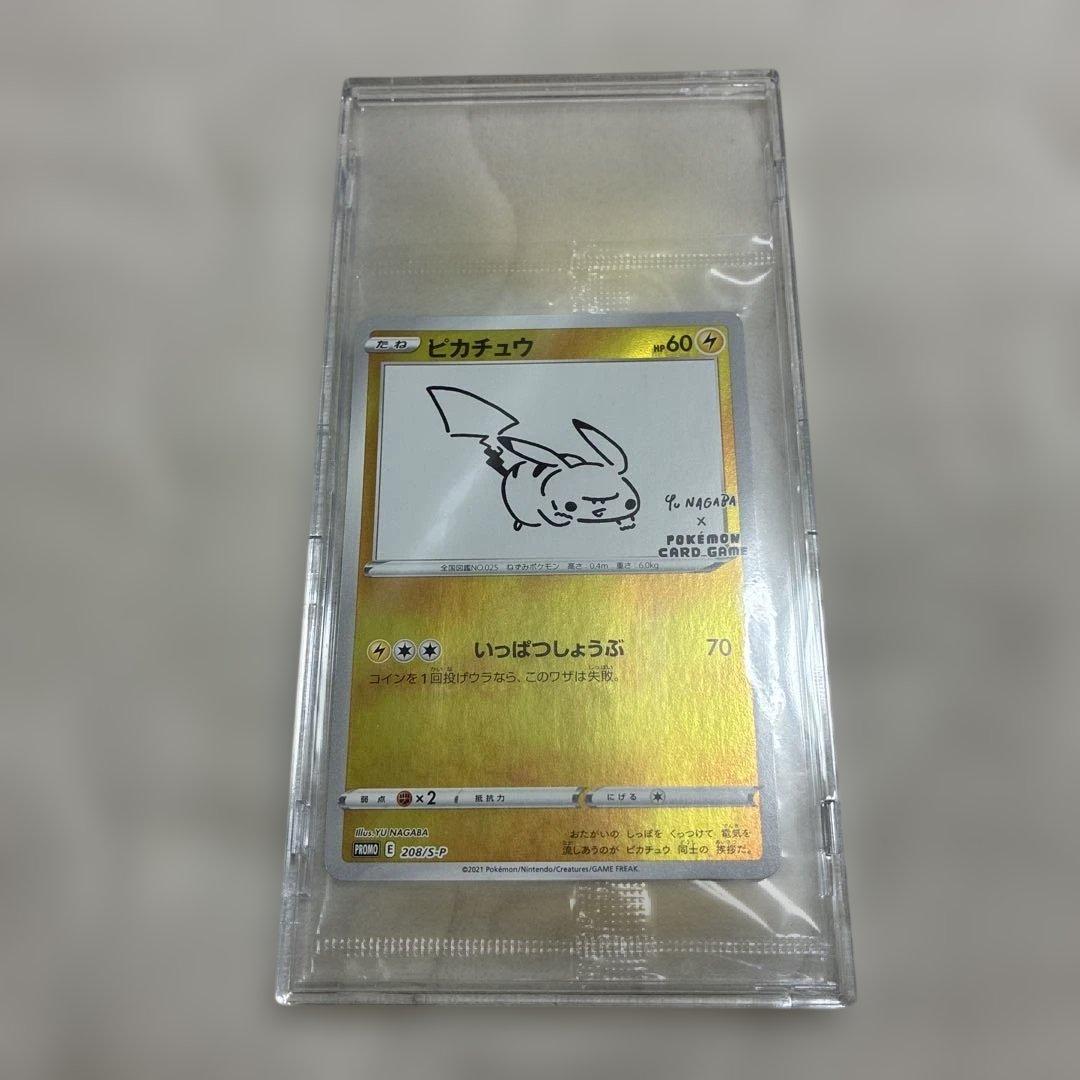 たね ピカチュウ HP60
YU NAGABA
×
POKÉMON
CARD GAME
全国図鑑NO.025 ねずみポケモン 高さ：0.4m 重さ：6.0kg
いっぱつしょうぶ 70
コインを1回投げウラなら、このワザは失敗。
弱点 ×2 抵抗力 にげる
Illus. YU NAGABA
PROMO E 208/S-P
おたがいの しっぽを くっつけて 電気を
流しあうのが ピカチュウ 同士の 挨拶だ。
©2021 Pokémon/Nintendo/Creatures/GAME FREAK.